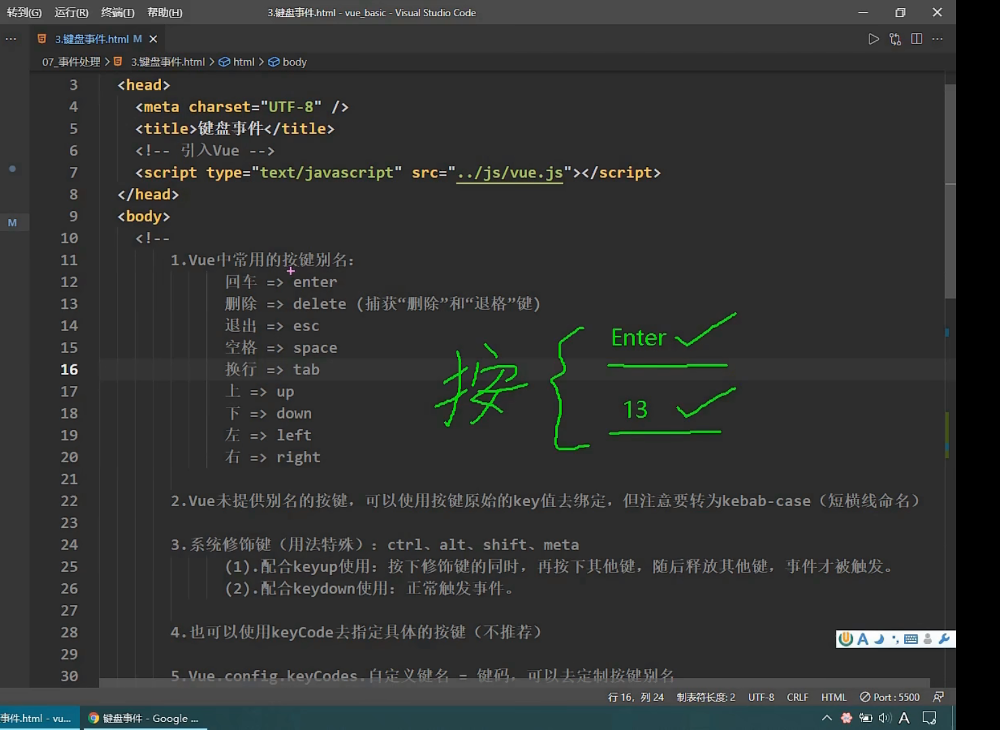 转到(G) 运行(R) 终端(T) 帮助(H) 3.键盘事件.html - vue_basic - Visual Studio Code
3.键盘事件.html M
07_事件处理 > 3.键盘事件.html > html > body
3 <head>
4 <meta charset="UTF-8" />
5 <title>键盘事件</title>
6 <!-- 引入Vue -->
7 <script type="text/javascript" src="../js/vue.js"></script>
8 </head>
9 <body>
M
10 <!--
11 1.Vue中常用的按键别名：
12 回车 => enter
13 删除 => delete (捕获“删除”和“退格”键)
14 退出 => esc
15 空格 => space
16 换行 => tab
17 上 => up
18 下 => down
19 左 => left
20 右 => right
按
Enter
13
21
22 2.Vue未提供别名的按键，可以使用按键原始的key值去绑定，但注意要转为kebab-case（短横线命名）
23
24 3.系统修饰键（用法特殊）：ctrl、alt、shift、meta
25 (1).配合keyup使用：按下修饰键的同时，再按下其他键，随后释放其他键，事件才被触发。
26 (2).配合keydown使用：正常触发事件。
27
28 4.也可以使用keyCode去指定具体的按键（不推荐）
29
30 5.Vue.config.keyCodes.自定义键名 = 键码，可以去定制按键别名
行 16，列 24 制表符长度: 2 UTF-8 CRLF HTML Port : 5500
事件.html - vu... 键盘事件 - Google ... A